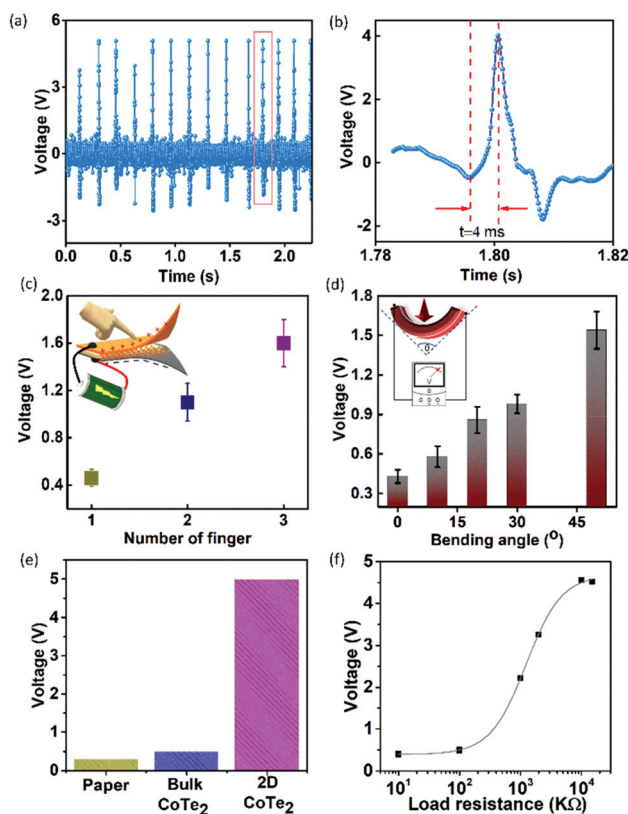 (a)
6
3
0
-3
Voltage (V)
0.0 0.5 1.0 1.5 2.0
Time (s)
(b)
4
2
0
-2
Voltage (V)
t=4 ms
1.78 1.80 1.82
Time (s)
(c)
2.0
1.6
1.2
0.8
0.4
Voltage (V)
1 2 3
Number of finger
(d)
1.8
1.5
1.2
0.9
0.6
0.3
Voltage (V)
θ
V
0 15 30 45
Bending angle (°)
(e)
5
4
3
2
1
0
Voltage (V)
Paper Bulk 2D
CoTe₂ CoTe₂
(f)
5
4
3
2
1
0
Voltage (V)
10¹ 10² 10³ 10⁴
Load resistance (KΩ)